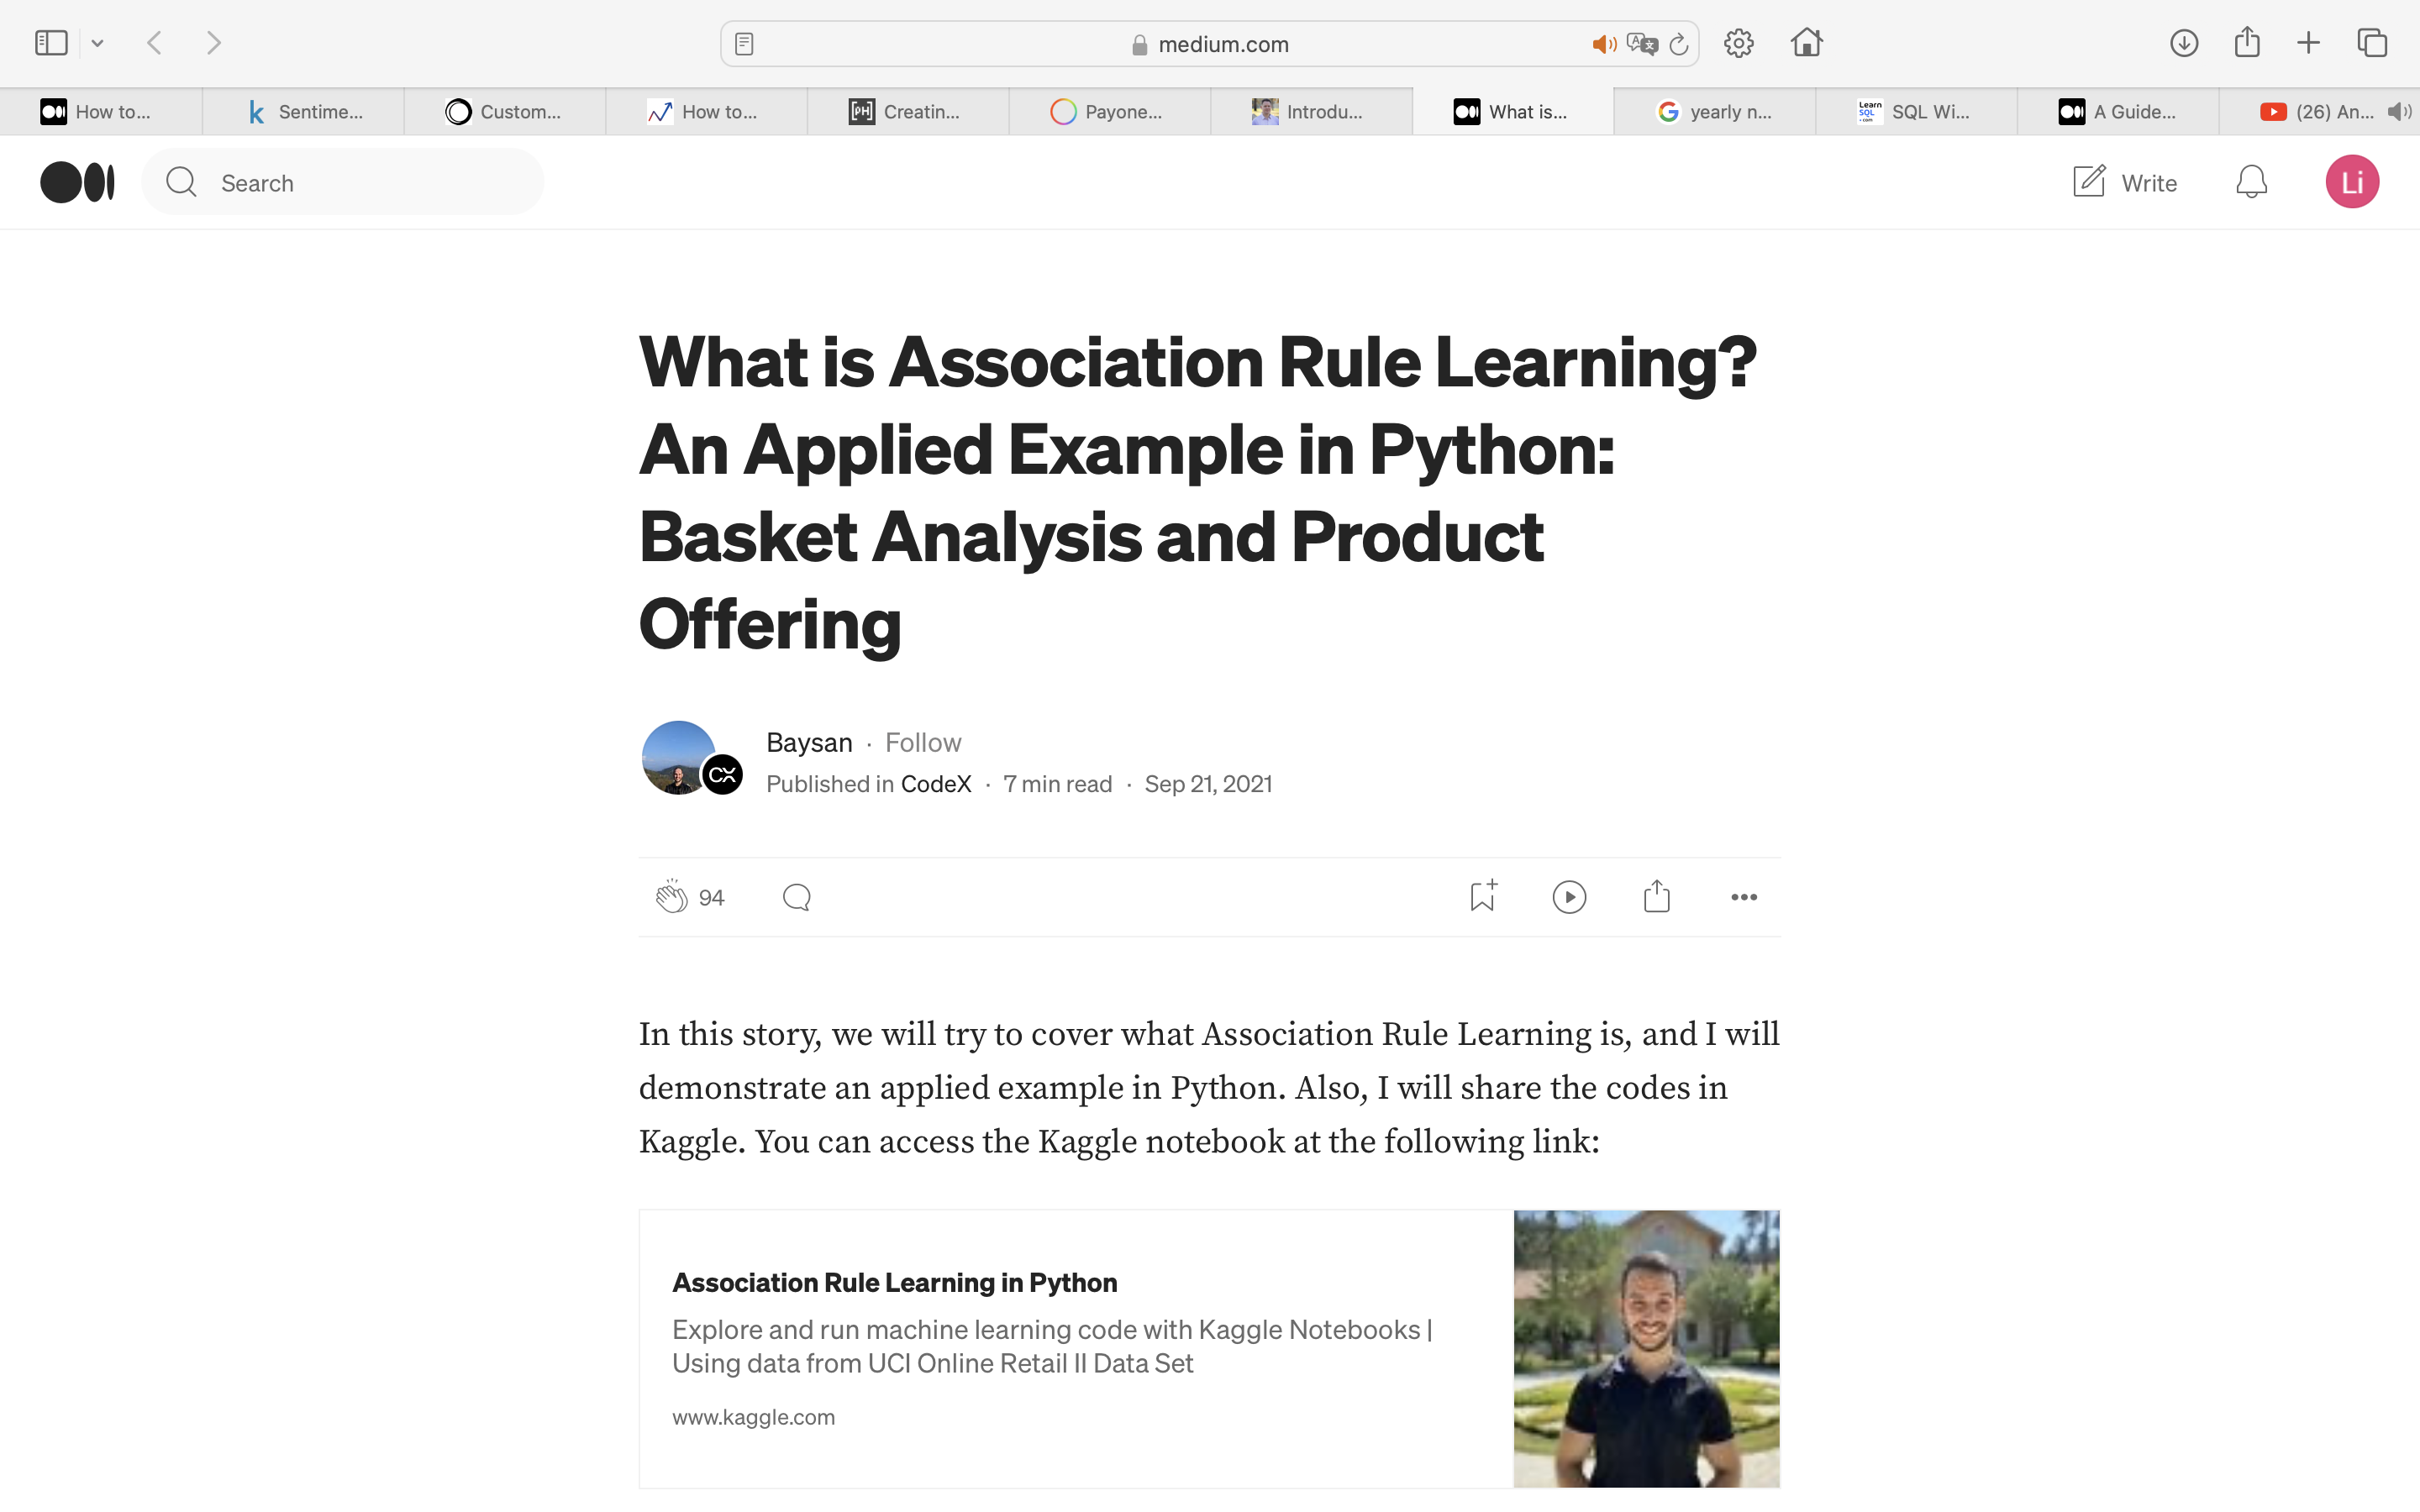 medium.com
How to...
Sentime...
Custom...
How to...
Creatin...
Payone...
Introdu...
What is...
yearly n...
SQL Wi...
A Guide...
(26) An...
Search
Write
Li
What is Association Rule Learning?
An Applied Example in Python:
Basket Analysis and Product
Offering
Baysan · Follow
Published in CodeX · 7 min read · Sep 21, 2021
94
In this story, we will try to cover what Association Rule Learning is, and I will
demonstrate an applied example in Python. Also, I will share the codes in
Kaggle. You can access the Kaggle notebook at the following link:
Association Rule Learning in Python
Explore and run machine learning code with Kaggle Notebooks |
Using data from UCI Online Retail II Data Set
www.kaggle.com